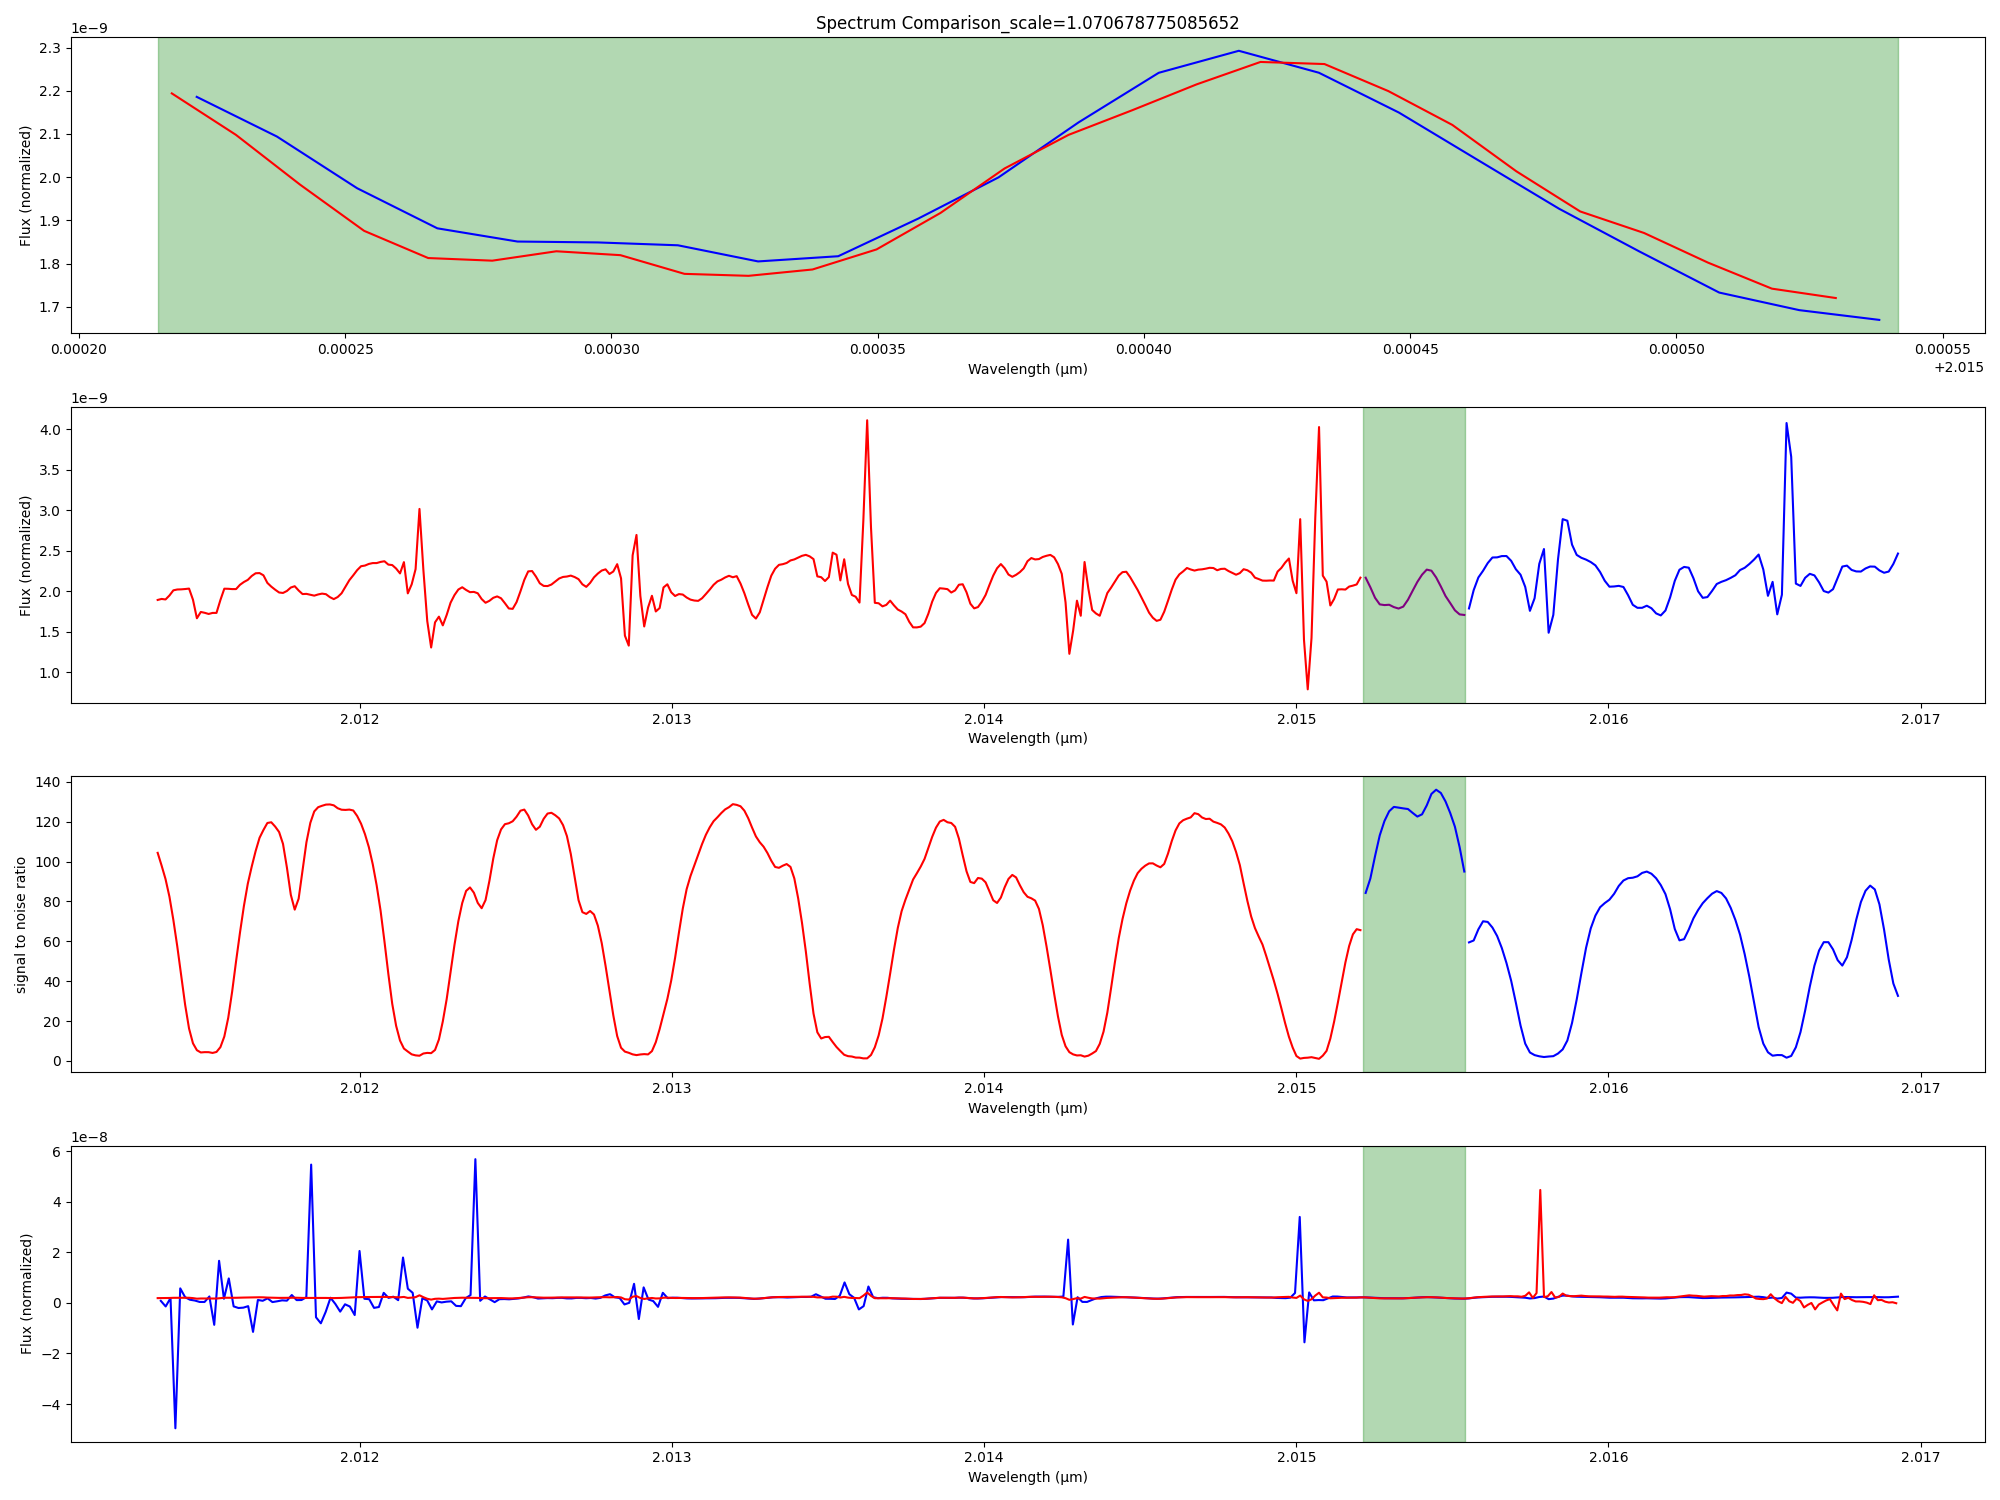 Spectrum Comparison_scale=1.070678775085652
1e−9
2.3
2.2
2.1
2.0
1.9
1.8
1.7
Flux (normalized)
0.00020 0.00025 0.00030 0.00035 0.00040 0.00045 0.00050 0.00055
Wavelength (μm)
+2.015
1e−9
4.0
3.5
3.0
2.5
2.0
1.5
1.0
Flux (normalized)
2.012 2.013 2.014 2.015 2.016 2.017
Wavelength (μm)
140
120
100
80
60
40
20
0
signal to noise ratio
2.012 2.013 2.014 2.015 2.016 2.017
Wavelength (μm)
1e−8
6
4
2
0
−2
−4
Flux (normalized)
2.012 2.013 2.014 2.015 2.016 2.017
Wavelength (μm)